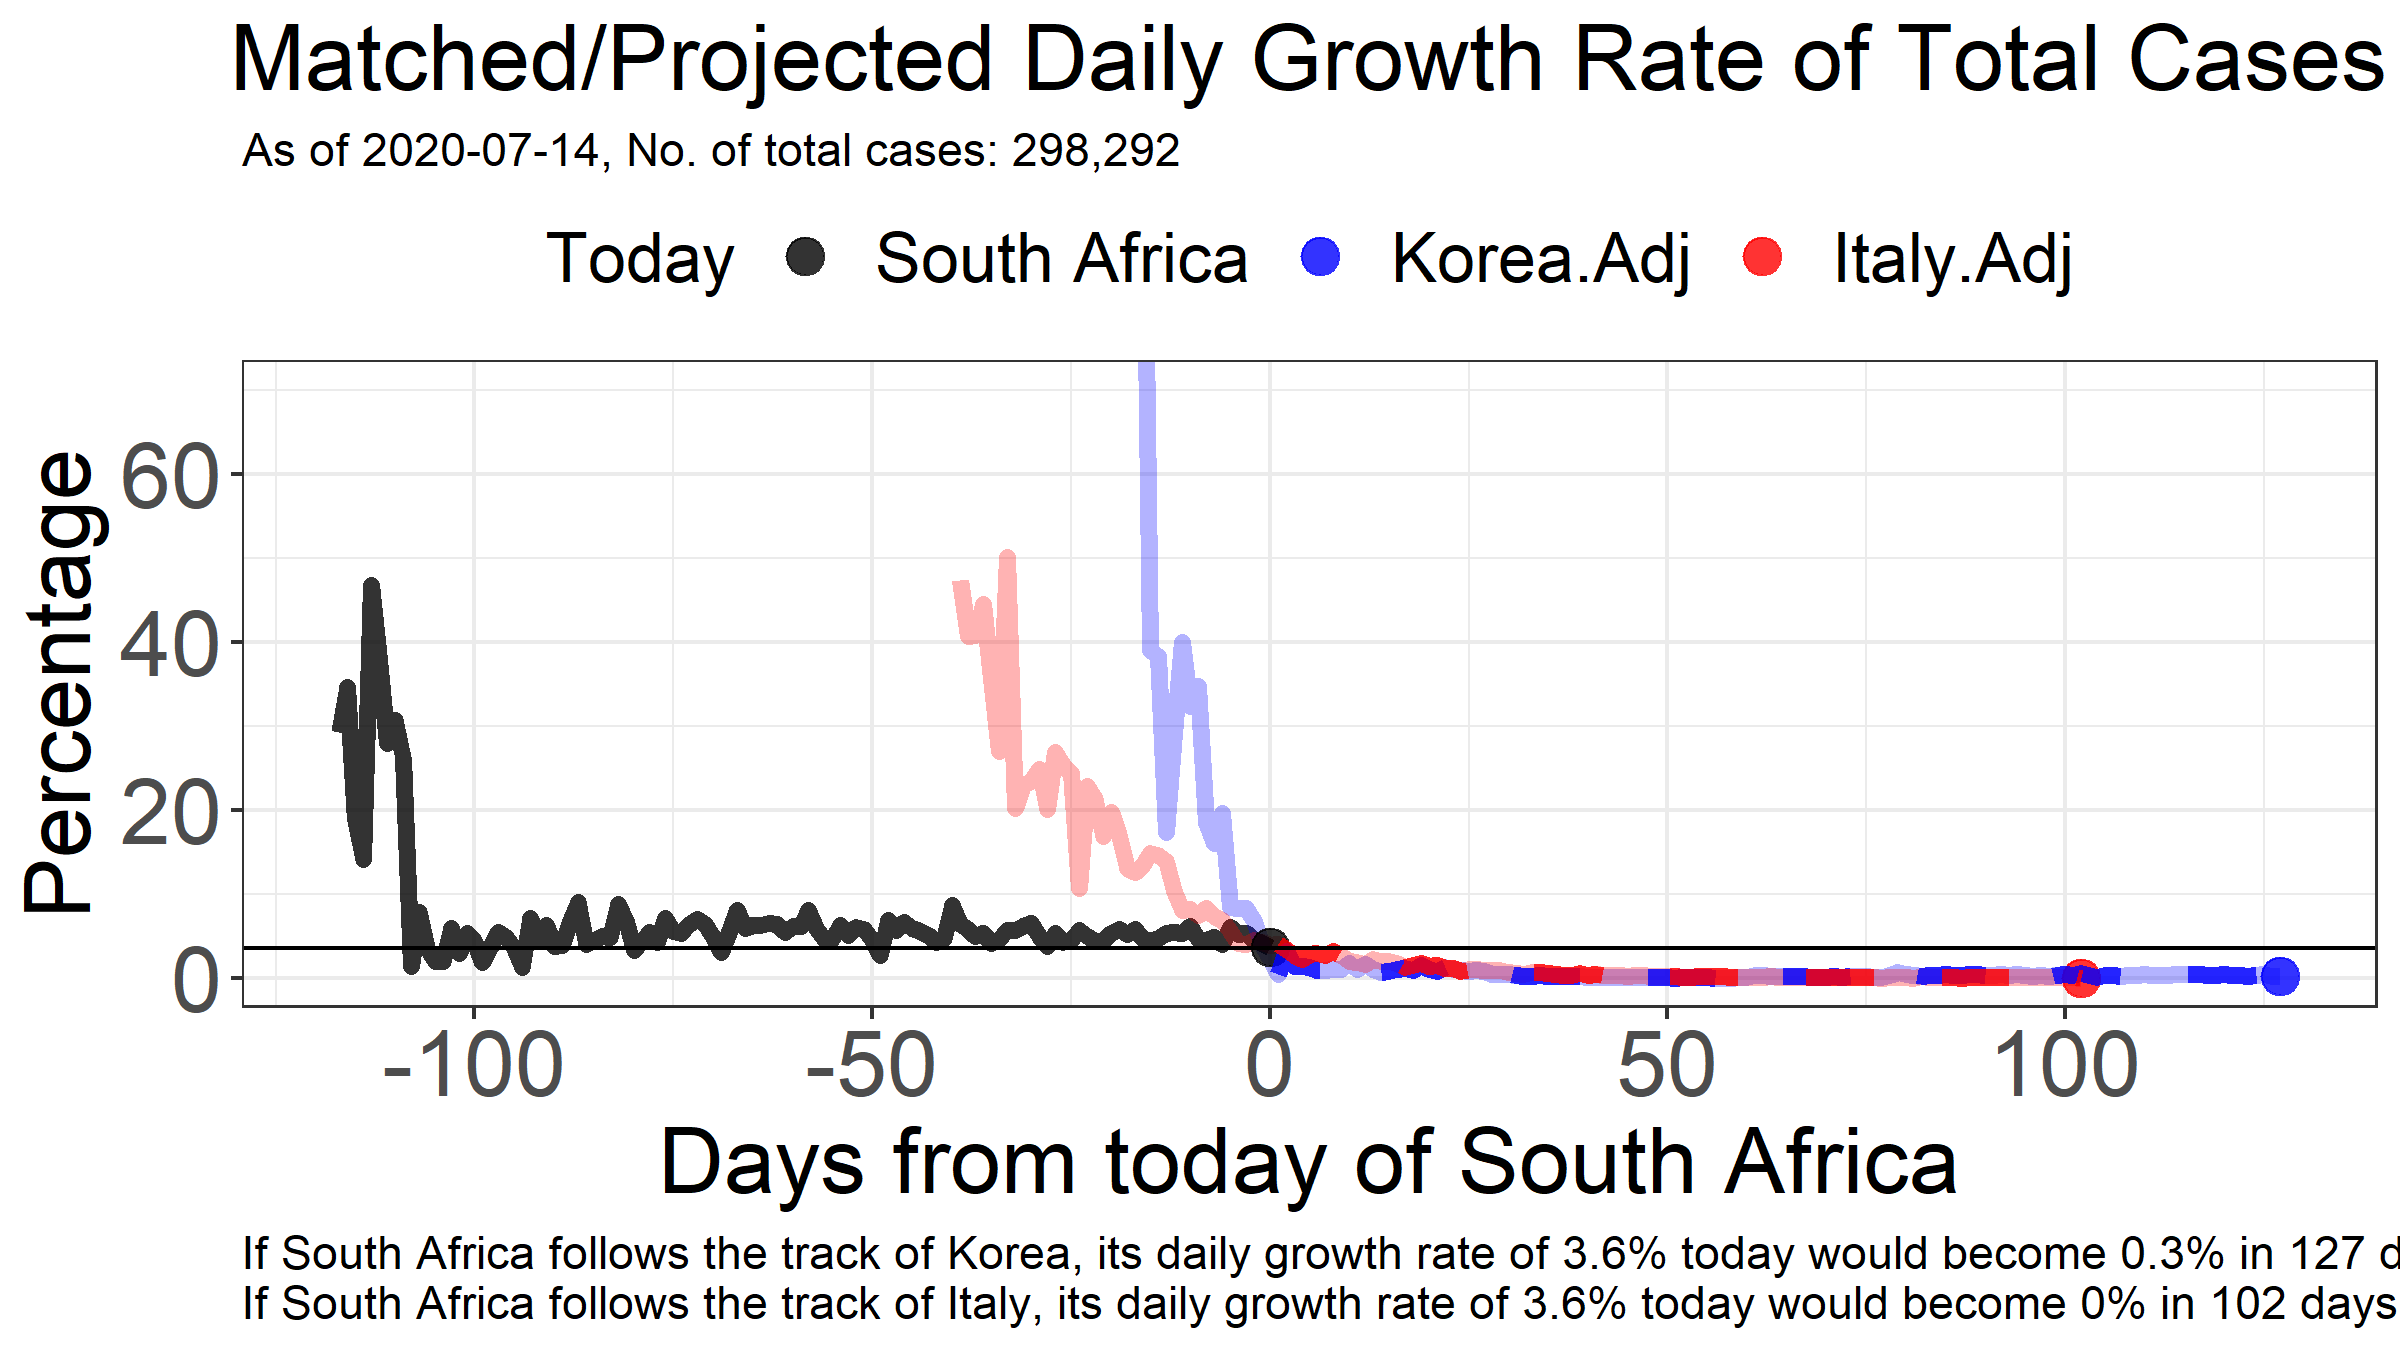 Matched/Projected Daily Growth Rate of Total Cases
As of 2020-07-14, No. of total cases: 298,292
Today South Africa Korea.Adj Italy.Adj
Percentage
60
40
20
0
-100 -50 0 50 100
Days from today of South Africa
If South Africa follows the track of Korea, its daily growth rate of 3.6% today would become 0.3% in 127 d
If South Africa follows the track of Italy, its daily growth rate of 3.6% today would become 0% in 102 days